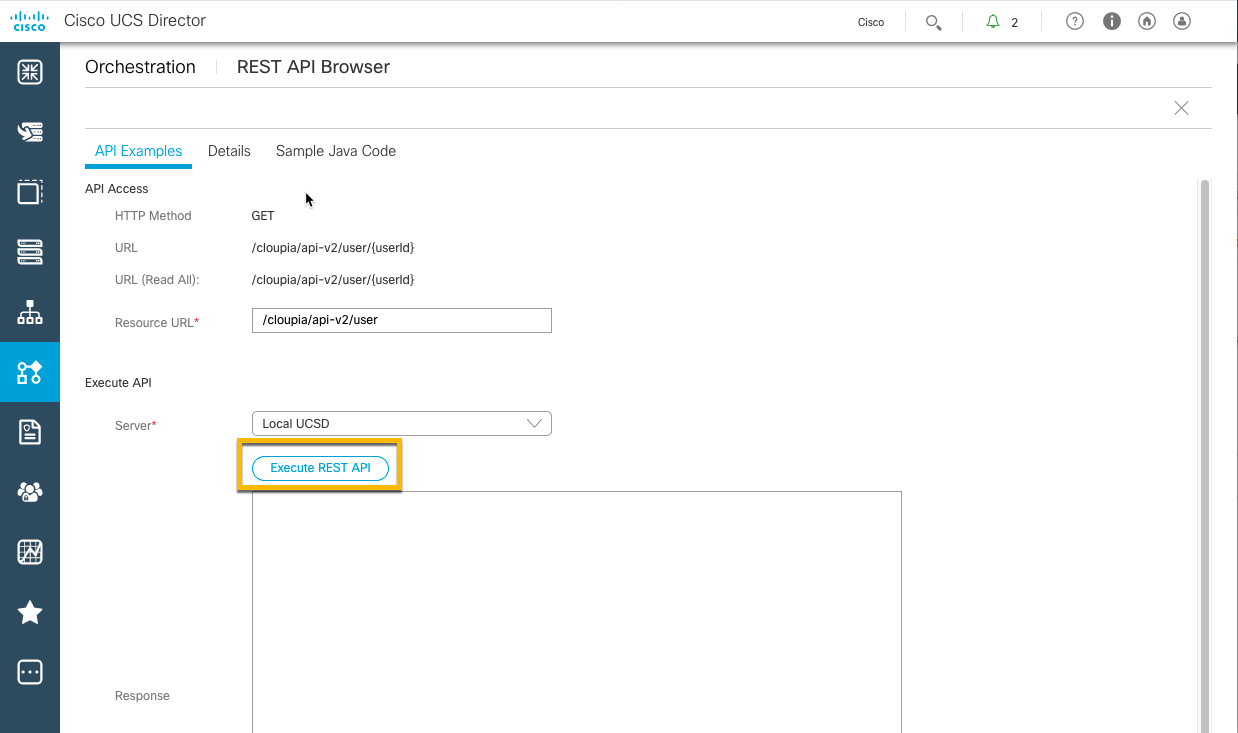 cisco Cisco UCS Director Cisco 2
Orchestration REST API Browser
API Examples Details Sample Java Code
API Access
HTTP Method GET
URL /cloupia/api-v2/user/{userId}
URL (Read All): /cloupia/api-v2/user/{userId}
Resource URL* /cloupia/api-v2/user
Execute API
Server* Local UCSD
Execute REST API
Response